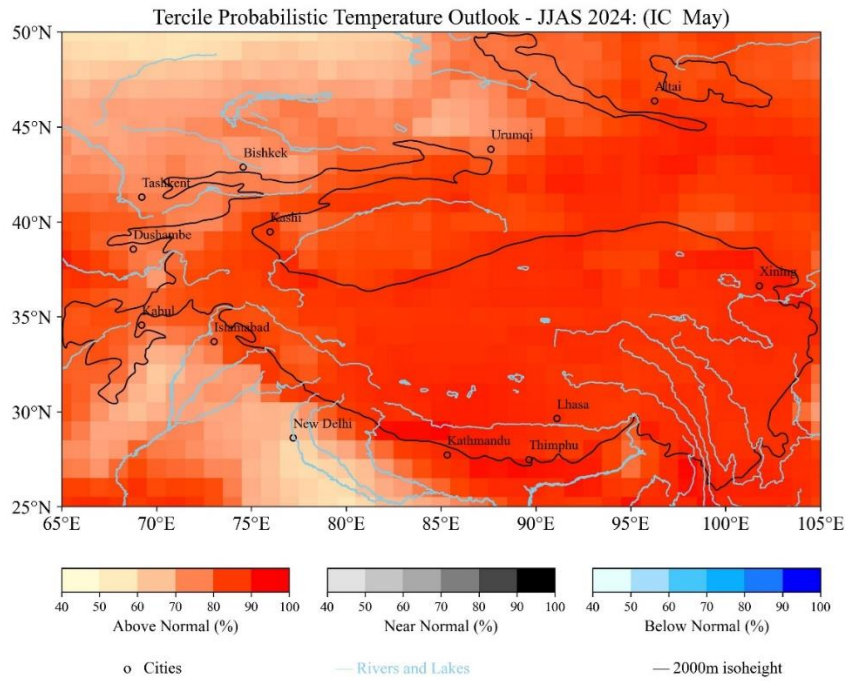 Tercile Probabilistic Temperature Outlook - JJAS 2024: (IC May)
50°N
Altai
45°N
Urumqi
Bishkek
Tashkent
40°N
Kashi
Dushambe
Xining
35°N
Kabul
Islamabad
30°N
Lhasa
New Delhi
Kathmandu
Thimphu
25°N
65°E 70°E 75°E 80°E 85°E 90°E 95°E 100°E 105°E
40 50 60 70 80 90 100 40 50 60 70 80 90 100 40 50 60 70 80 90 100
Above Normal (%) Near Normal (%) Below Normal (%)
Cities Rivers and Lakes 2000m isoheight